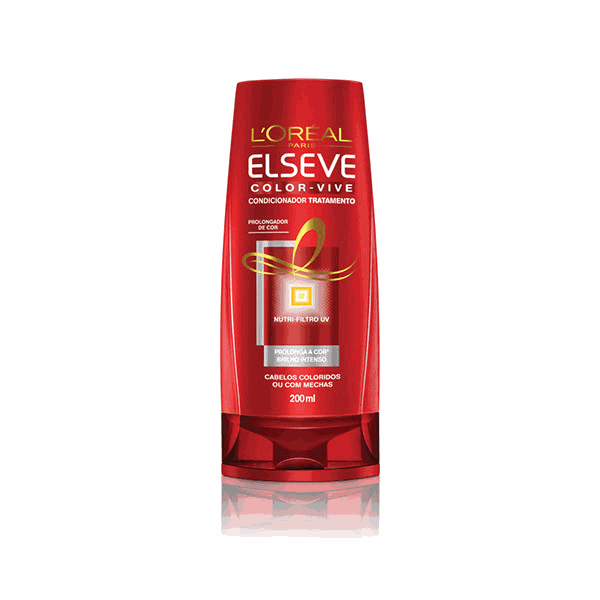 L'ORÉAL
PARIS
ELSEVE
COLOR-VIVE
CONDICIONADOR TRATAMENTO
PROLONGADOR
DE COR
NUTRI-FILTRO UV
PROLONGA A COR*
BRILHO INTENSO
CABELOS COLORIDOS
OU COM MECHAS
200ml